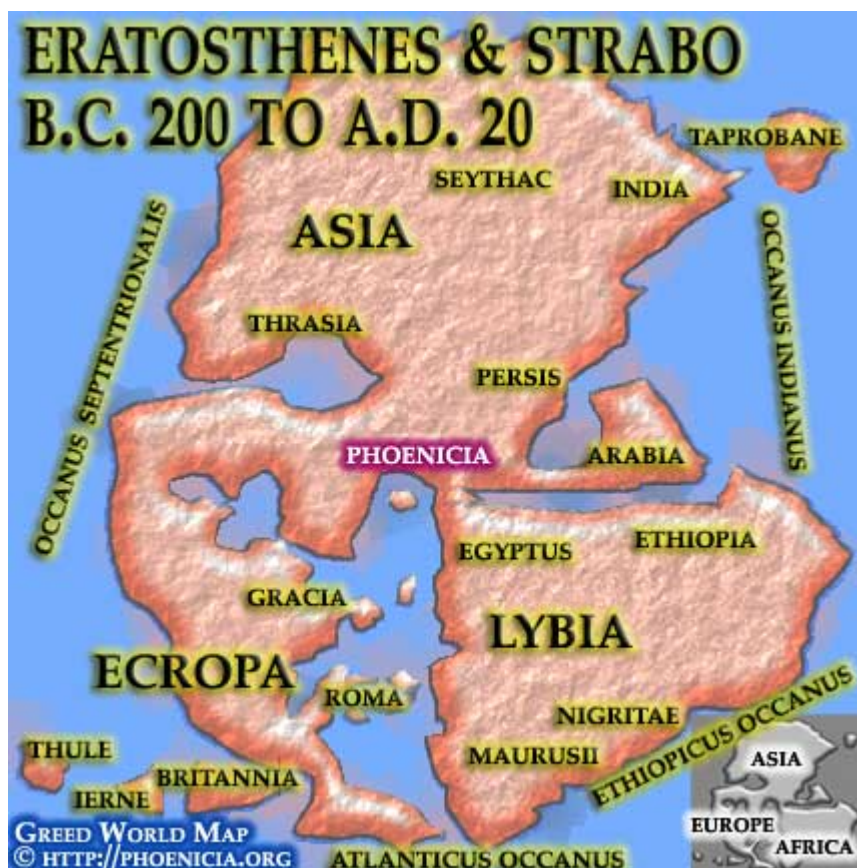 ERATOSTHENES & STRABO
B.C. 200 TO A.D. 20
TAPROBANE
SEYTHAC
INDIA
ASIA
OCCANUS SEPTENTRIONALIS
OCCANUS INDIANUS
THRASIA
PERSIS
PHOENICIA
ARABIA
EGYPTUS
ETHIOPIA
GRACIA
LYBIA
ECROPA
ROMA
NIGRITAE
ETHIOPICUS OCCANUS
THULE
BRITANNIA
MAURUSII
IERNE
ASIA
EUROPE
AFRICA
GREED WORLD MAP
© HTTP://PHOENICIA.ORG
ATLANTICUS OCCANUS